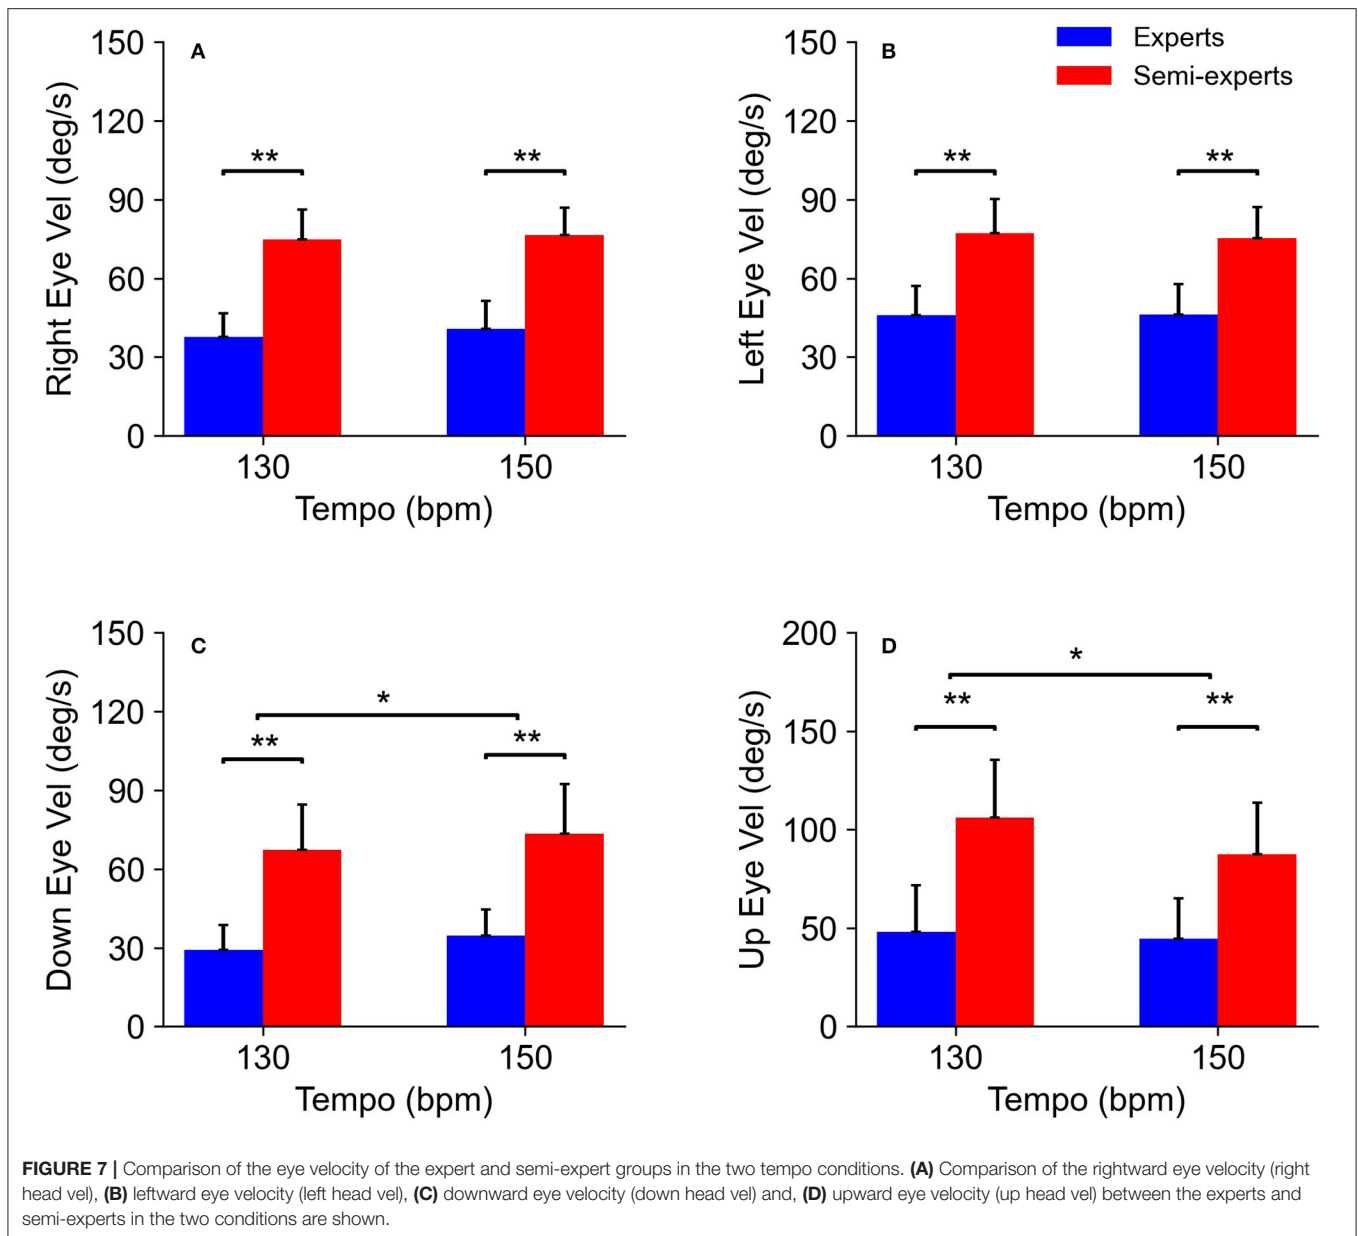 A
150
120
90
60
30
0
Right Eye Vel (deg/s)
**
**
130
150
Tempo (bpm)
B
Experts
Semi-experts
150
120
90
60
30
0
Left Eye Vel (deg/s)
**
**
130
150
Tempo (bpm)
C
150
120
90
60
30
0
Down Eye Vel (deg/s)
*
**
**
130
150
Tempo (bpm)
D
200
150
100
50
0
Up Eye Vel (deg/s)
*
**
**
130
150
Tempo (bpm)
FIGURE 7 | Comparison of the eye velocity of the expert and semi-expert groups in the two tempo conditions. (A) Comparison of the rightward eye velocity (right
head vel), (B) leftward eye velocity (left head vel), (C) downward eye velocity (down head vel) and, (D) upward eye velocity (up head vel) between the experts and
semi-experts in the two conditions are shown.